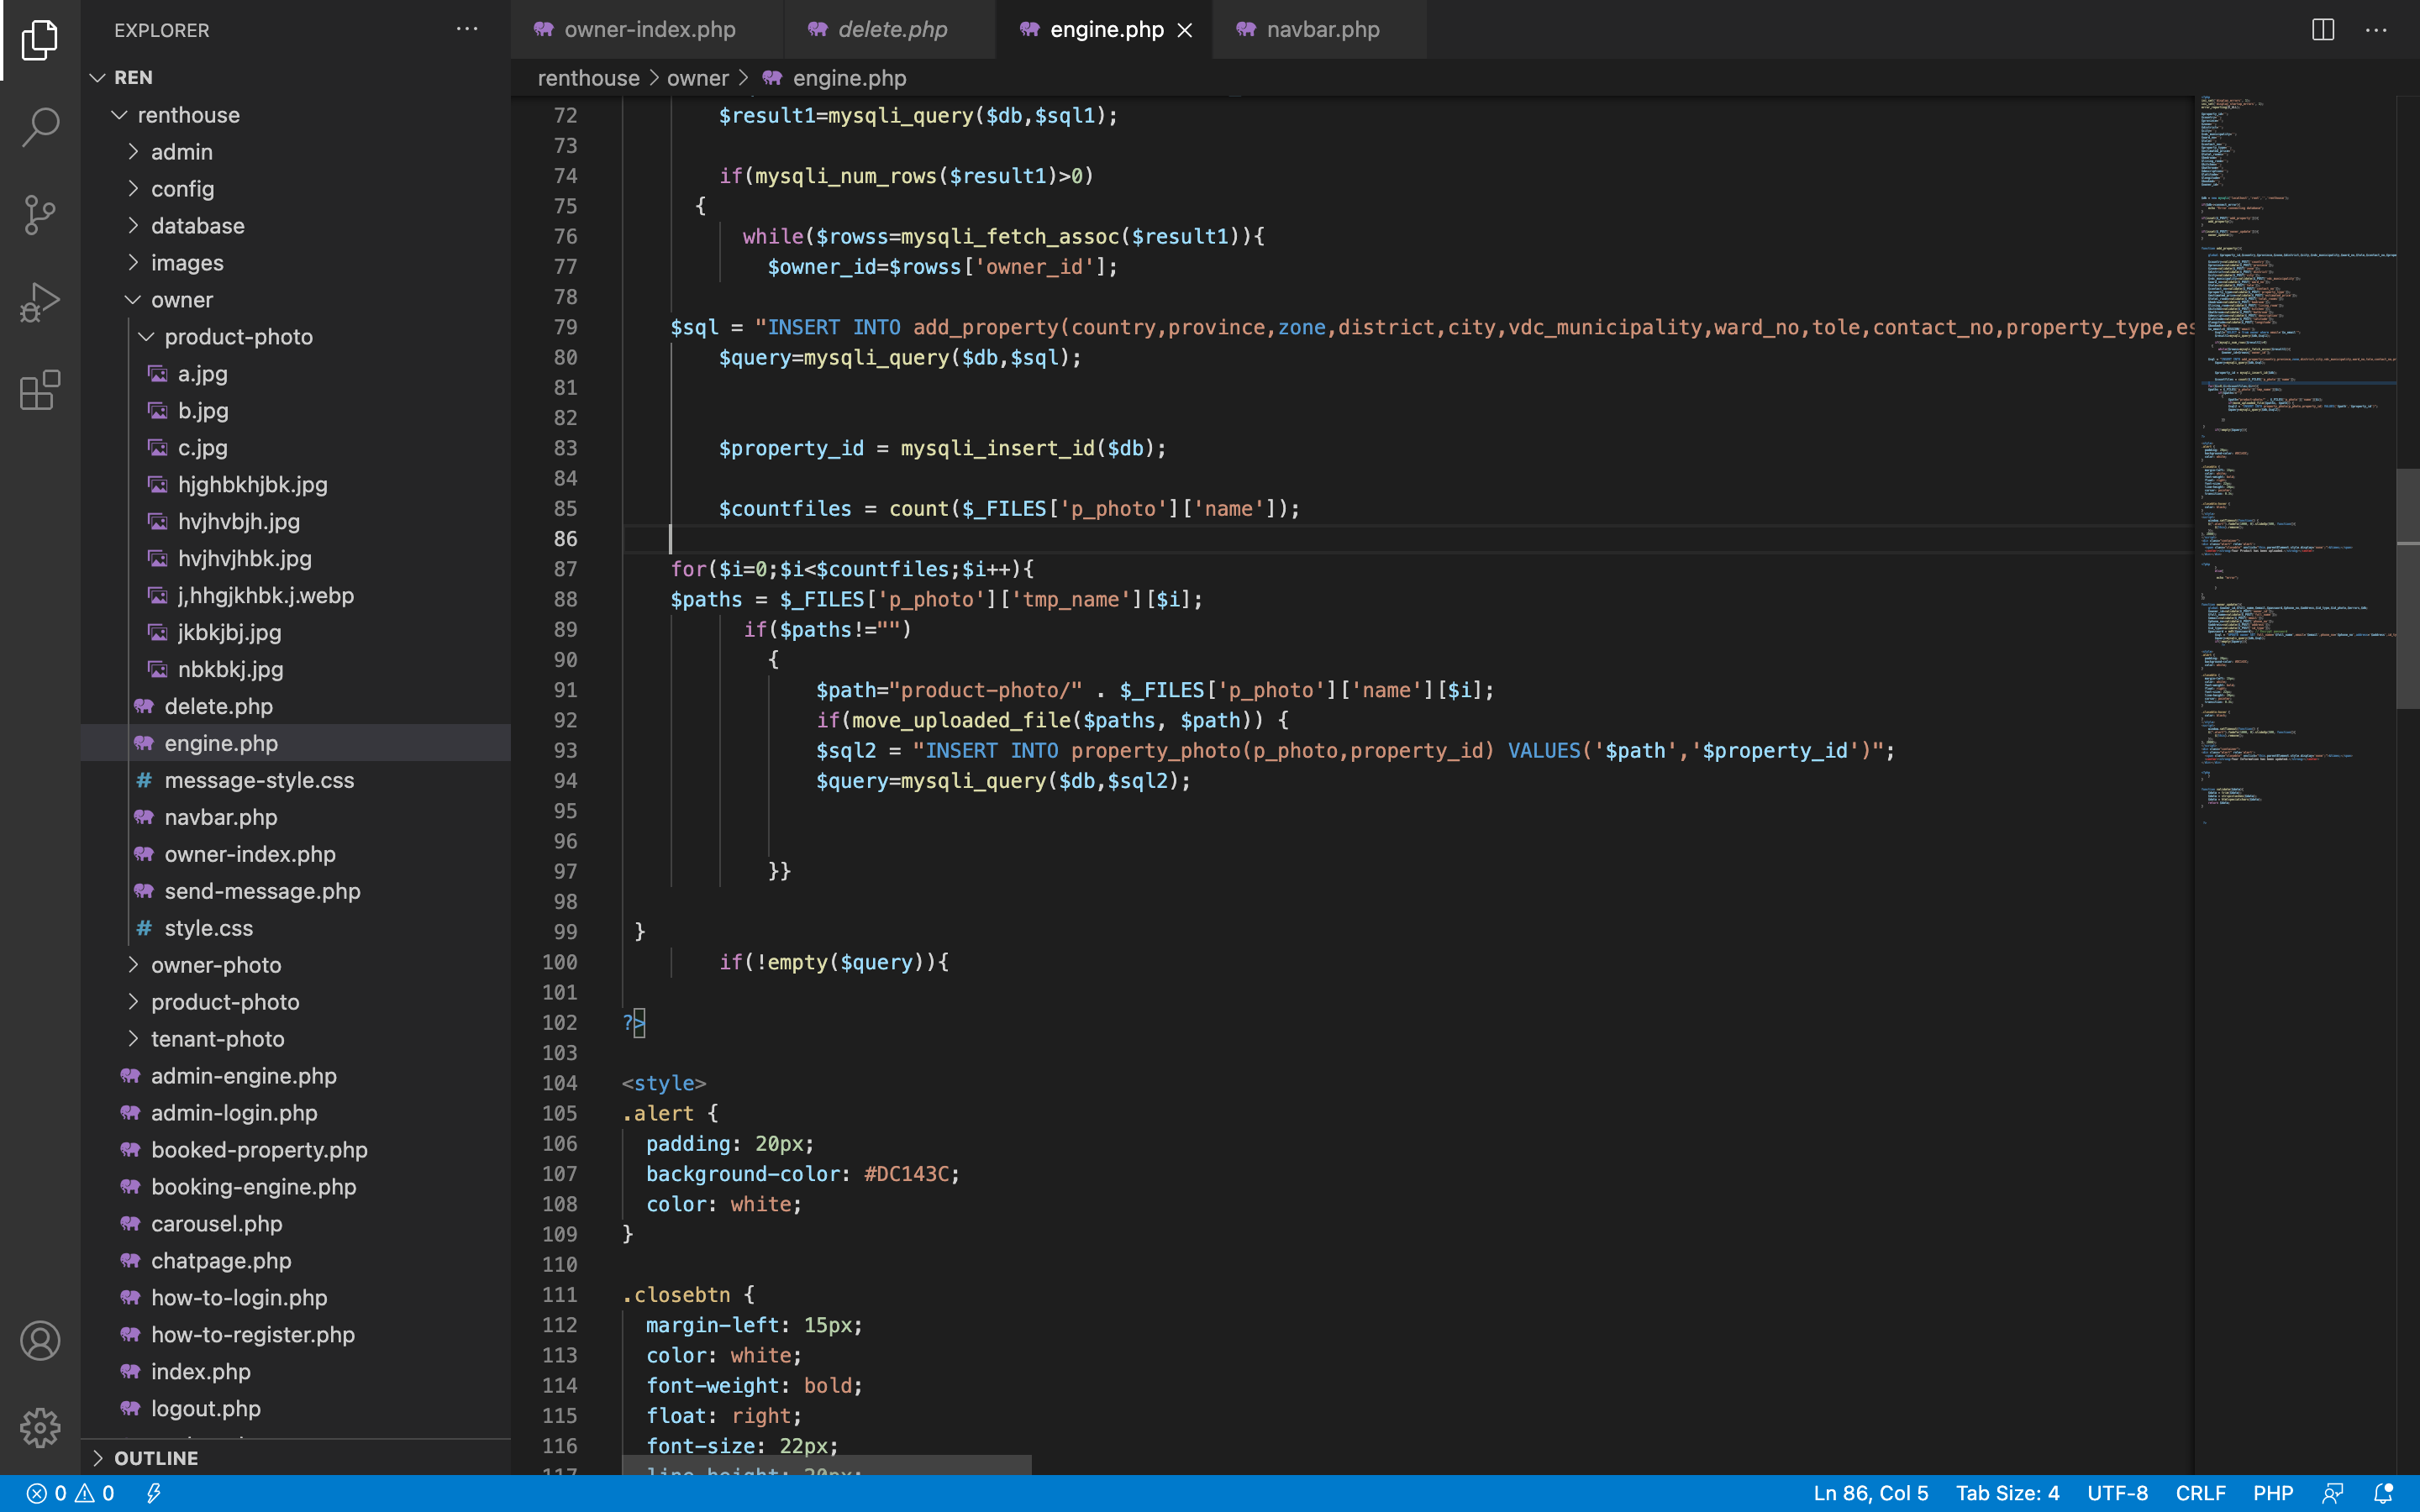 EXPLORER
REN
renthouse
admin
config
database
images
owner
product-photo
a.jpg
b.jpg
c.jpg
hjghbkhjbk.jpg
hvjhvbjh.jpg
hvjhvjhbk.jpg
j,hhgjkhbk.j.webp
jkbkjbj.jpg
nbkbkj.jpg
delete.php
engine.php
message-style.css
navbar.php
owner-index.php
send-message.php
style.css
owner-photo
product-photo
tenant-photo
admin-engine.php
admin-login.php
booked-property.php
booking-engine.php
carousel.php
chatpage.php
how-to-login.php
how-to-register.php
index.php
logout.php
OUTLINE
owner-index.php
delete.php
engine.php
navbar.php
renthouse > owner > engine.php
72 $result1=mysqli_query($db,$sql1);
73
74 if(mysqli_num_rows($result1)>0)
75 {
76 while($rowss=mysqli_fetch_assoc($result1)){
77 $owner_id=$rowss['owner_id'];
78
79 $sql = "INSERT INTO add_property(country,province,zone,district,city,vdc_municipality,ward_no,tole,contact_no,property_type,es
80 $query=mysqli_query($db,$sql);
81
82
83 $property_id = mysqli_insert_id($db);
84
85 $countfiles = count($_FILES['p_photo']['name']);
86
87 for($i=0;$i<$countfiles;$i++){
88 $paths = $_FILES['p_photo']['tmp_name'][$i];
89 if($paths!="")
90 {
91 $path="product-photo/" . $_FILES['p_photo']['name'][$i];
92 if(move_uploaded_file($paths, $path)) {
93 $sql2 = "INSERT INTO property_photo(p_photo,property_id) VALUES('$path','$property_id')";
94 $query=mysqli_query($db,$sql2);
95
96
97 }}
98
99 }
100 if(!empty($query)){
101
102 ?>
103
104 <style>
105 .alert {
106 padding: 20px;
107 background-color: #DC143C;
108 color: white;
109 }
110
111 .closebtn {
112 margin-left: 15px;
113 color: white;
114 font-weight: bold;
115 float: right;
116 font-size: 22px;
117 line-height: 20px;
0 0
Ln 86, Col 5
Tab Size: 4
UTF-8
CRLF
PHP